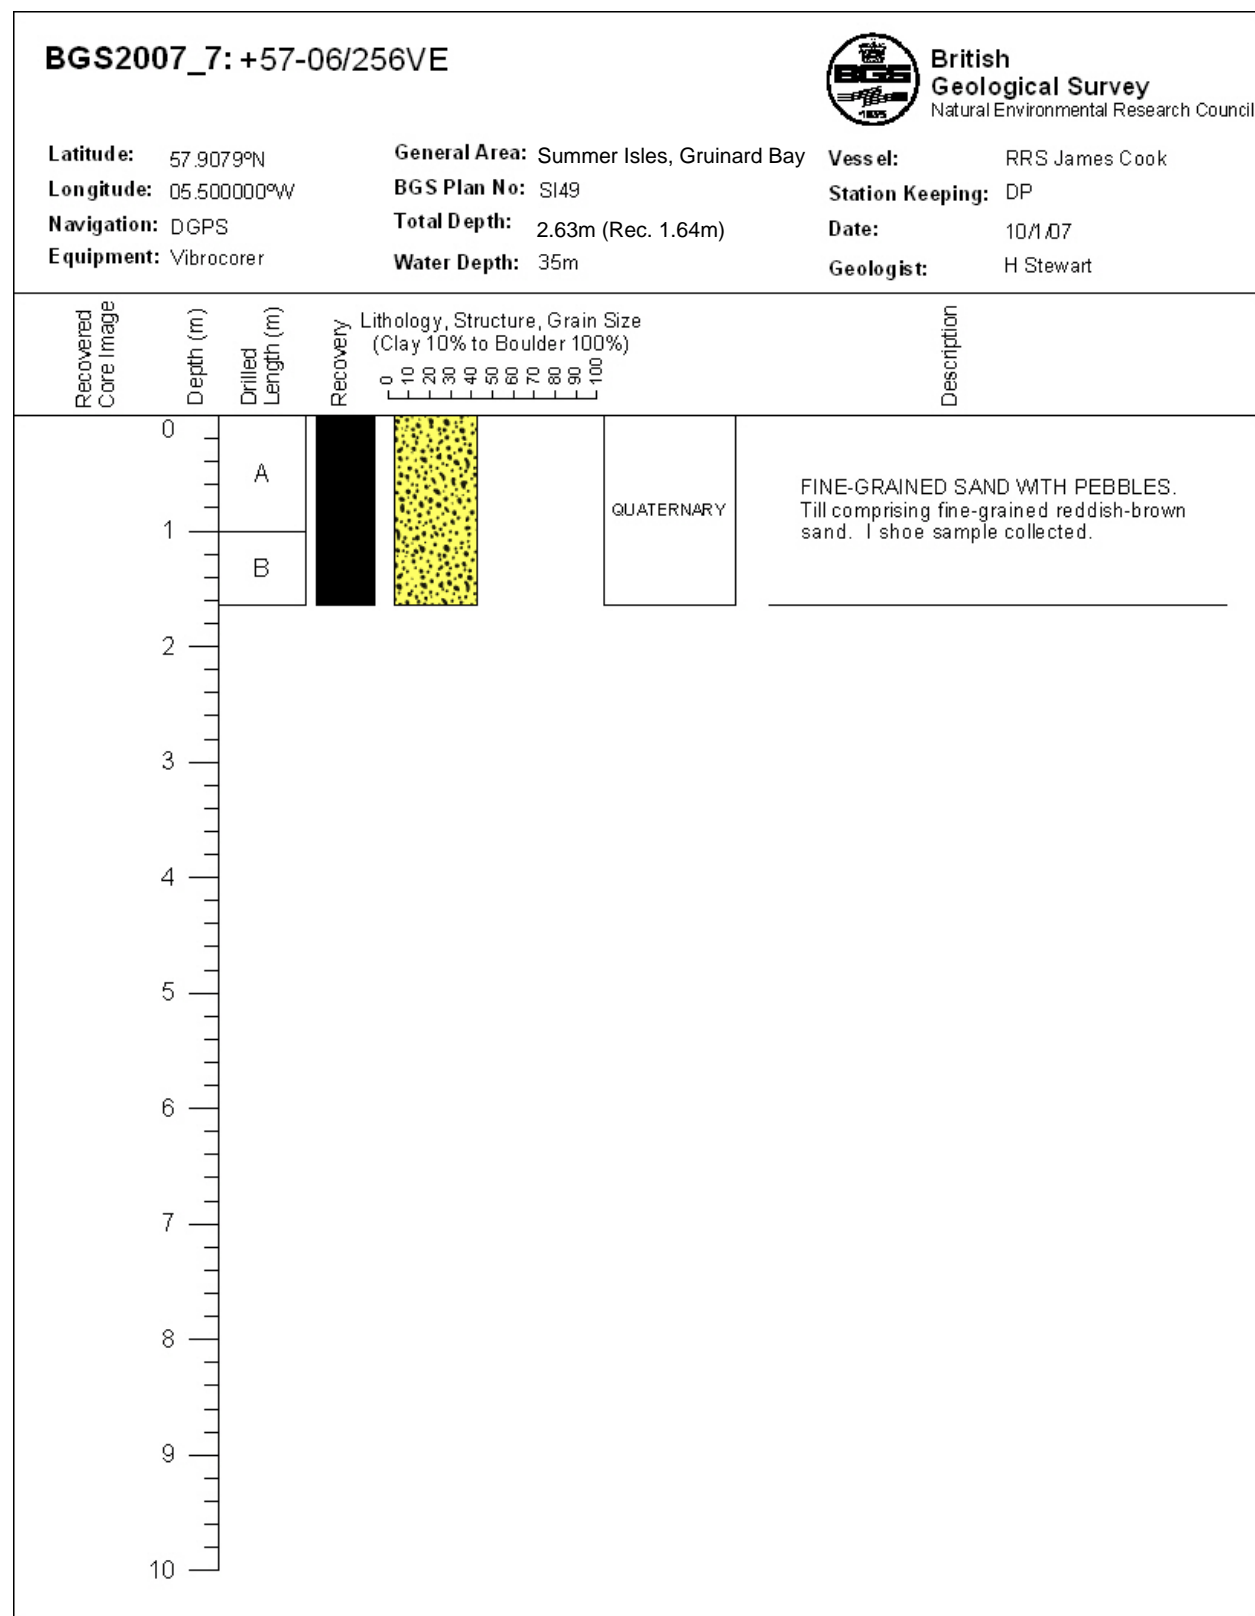 BGS2007_7: +57-06/256VE
BGS
1835
British
Geological Survey
Natural Environmental Research Council
Latitude: 57.9079ºN
Longitude: 05.500000ºW
Navigation: DGPS
Equipment: Vibrocorer
General Area: Summer Isles, Gruinard Bay
BGS Plan No: SI49
Total Depth: 2.63m (Rec. 1.64m)
Water Depth: 35m
Vessel: RRS James Cook
Station Keeping: DP
Date: 10/1/07
Geologist: H Stewart
Recovered
Core Image
Depth (m)
Drilled
Length (m)
Recovery
Lithology, Structure, Grain Size
(Clay 10% to Boulder 100%)
0 10 20 30 40 50 60 70 80 90 100
Description
0
A
1
B
QUATERNARY
FINE-GRAINED SAND WITH PEBBLES.
Till comprising fine-grained reddish-brown
sand. I shoe sample collected.
2
3
4
5
6
7
8
9
10